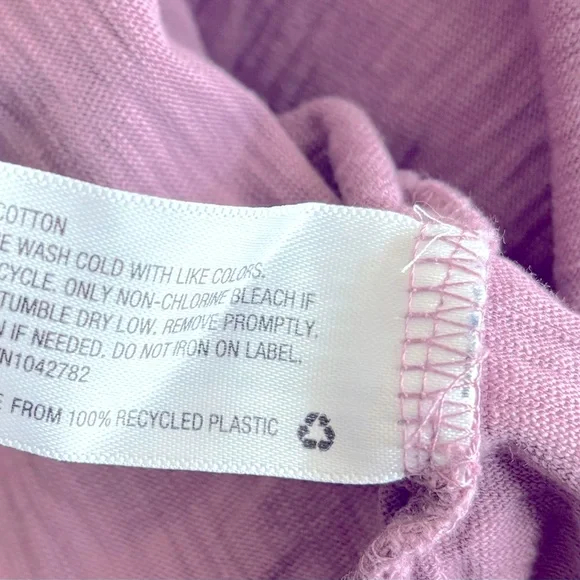 COTTON
E WASH COLD WITH LIKE COLORS.
CYCLE. ONLY NON-CHLORINE BLEACH IF
TUMBLE DRY LOW. REMOVE PROMPTLY.
N IF NEEDED. DO NOT IRON ON LABEL.
N1042782
E FROM 100% RECYCLED PLASTIC